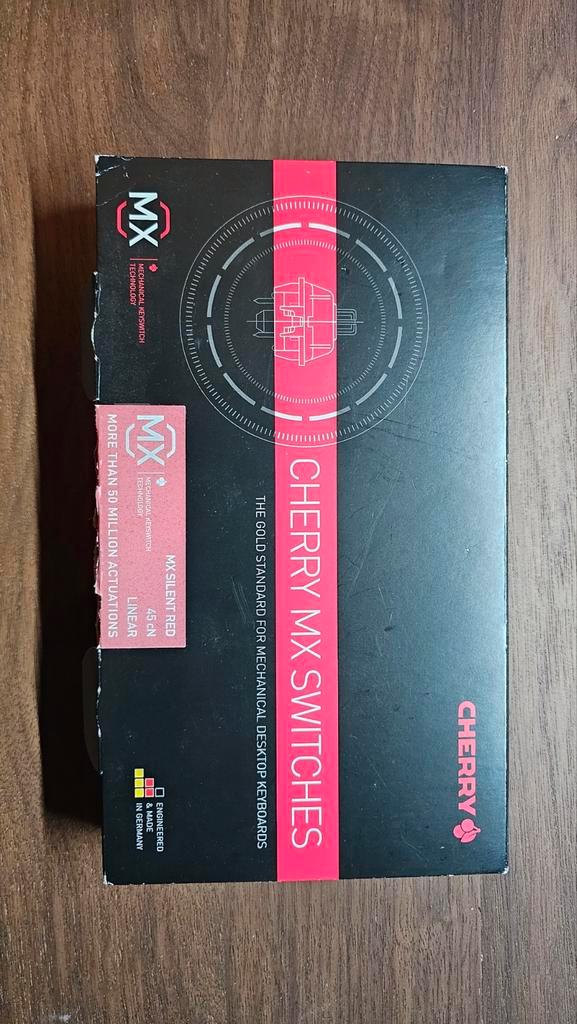 CHERRY
CHERRY MX SWITCHES
THE GOLD STANDARD FOR MECHANICAL DESKTOP KEYBOARDS
MX
MECHANICAL KEYSWITCH
TECHNOLOGY
MX
MECHANICAL KEYSWITCH
TECHNOLOGY
MX SILENT RED
45 cN
LINEAR
MORE THAN 50 MILLION ACTUATIONS
ENGINEERED
& MADE
IN GERMANY